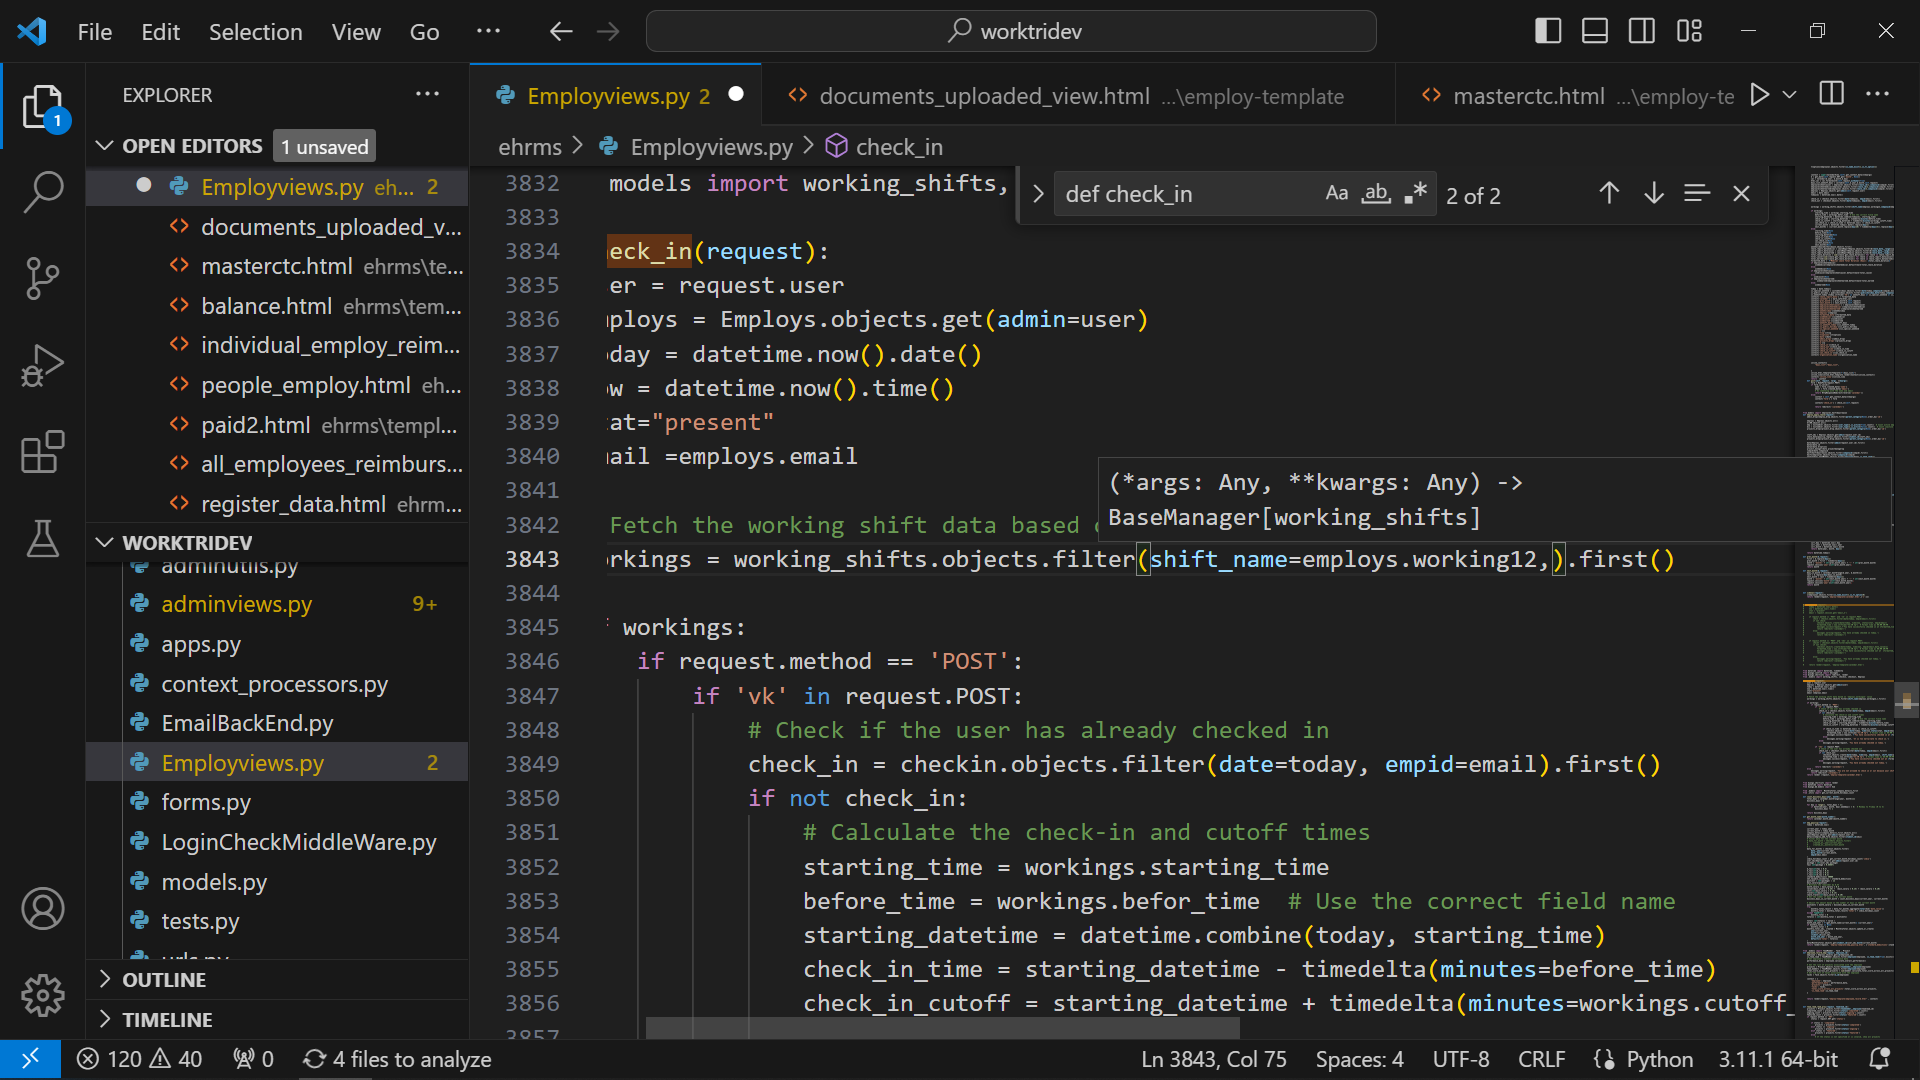 File Edit Selection View Go ··· worktridev
EXPLORER ···
OPEN EDITORS 1 unsaved
Employviews.py eh... 2
documents_uploaded_v...
masterctc.html ehrms\te...
balance.html ehrms\tem...
individual_employ_reim...
people_employ.html eh...
paid2.html ehrms\templ...
all_employees_reimburs...
register_data.html ehrm...
WORKTRIDEV
adminutils.py
adminviews.py 9+
apps.py
context_processors.py
EmailBackEnd.py
Employviews.py 2
forms.py
LoginCheckMiddleWare.py
models.py
tests.py
urls.py
OUTLINE
TIMELINE
1
Employviews.py 2
documents_uploaded_view.html ...\employ-template
masterctc.html ...\employ-te
ehrms > Employviews.py > check_in
def check_in Aa ab .* 2 of 2
3832 models import working_shifts,
3833
3834 eck_in(request):
3835 er = request.user
3836 ploys = Employs.objects.get(admin=user)
3837 day = datetime.now().date()
3838 w = datetime.now().time()
3839 at="present"
3840 ail =employs.email
3841
3842 Fetch the working shift data based
(*args: Any, **kwargs: Any) ->
BaseManager[working_shifts]
3843 rkings = working_shifts.objects.filter(shift_name=employs.working12,).first()
3844
3845 workings:
3846 if request.method == 'POST':
3847 if 'vk' in request.POST:
3848 # Check if the user has already checked in
3849 check_in = checkin.objects.filter(date=today, empid=email).first()
3850 if not check_in:
3851 # Calculate the check-in and cutoff times
3852 starting_time = workings.starting_time
3853 before_time = workings.befor_time # Use the correct field name
3854 starting_datetime = datetime.combine(today, starting_time)
3855 check_in_time = starting_datetime - timedelta(minutes=before_time)
3856 check_in_cutoff = starting_datetime + timedelta(minutes=workings.cutoff_
3857
120 40 0 4 files to analyze Ln 3843, Col 75 Spaces: 4 UTF-8 CRLF {} Python 3.11.1 64-bit